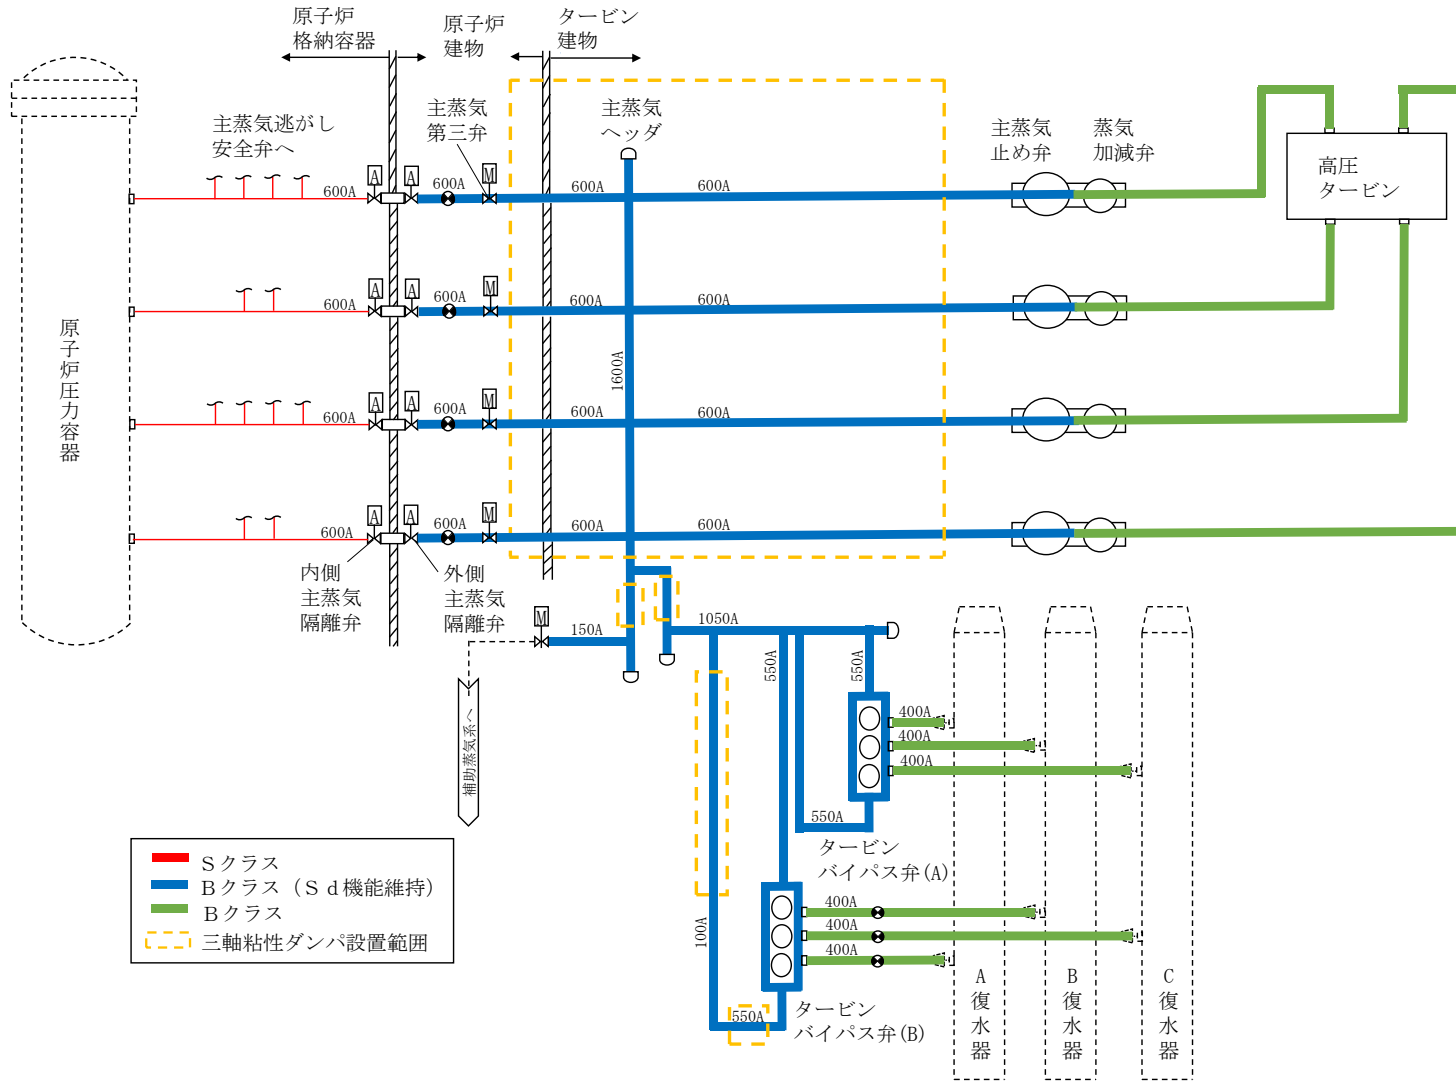 原子炉
格納容器
原子炉
建物
タービン
建物
主蒸気逃がし
安全弁へ
主蒸気
第三弁
主蒸気
ヘッダ
主蒸気
止め弁
蒸気
加減弁
高圧
タービン
600A
A
A
600A
M
600A
600A
600A
A
A
600A
M
600A
600A
1600A
600A
A
A
600A
M
600A
600A
600A
A
A
600A
M
600A
600A
原子炉圧力容器
内側
主蒸気
隔離弁
外側
主蒸気
隔離弁
M
150A
1050A
550A
550A
補助蒸気系へ
400A
400A
400A
550A
タービン
バイパス弁(A)
400A
400A
400A
100A
550A
タービン
バイパス弁(B)
A復水器
B復水器
C復水器
Sクラス
Bクラス(Sd機能維持)
Bクラス
三軸粘性ダンパ設置範囲